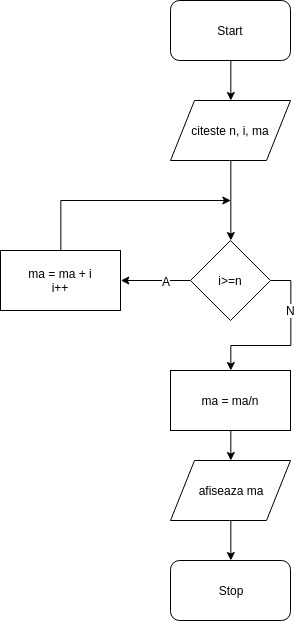 Start
citeste n, i, ma
ma = ma + i
i++
A
i>=n
N
ma = ma/n
afiseaza ma
Stop